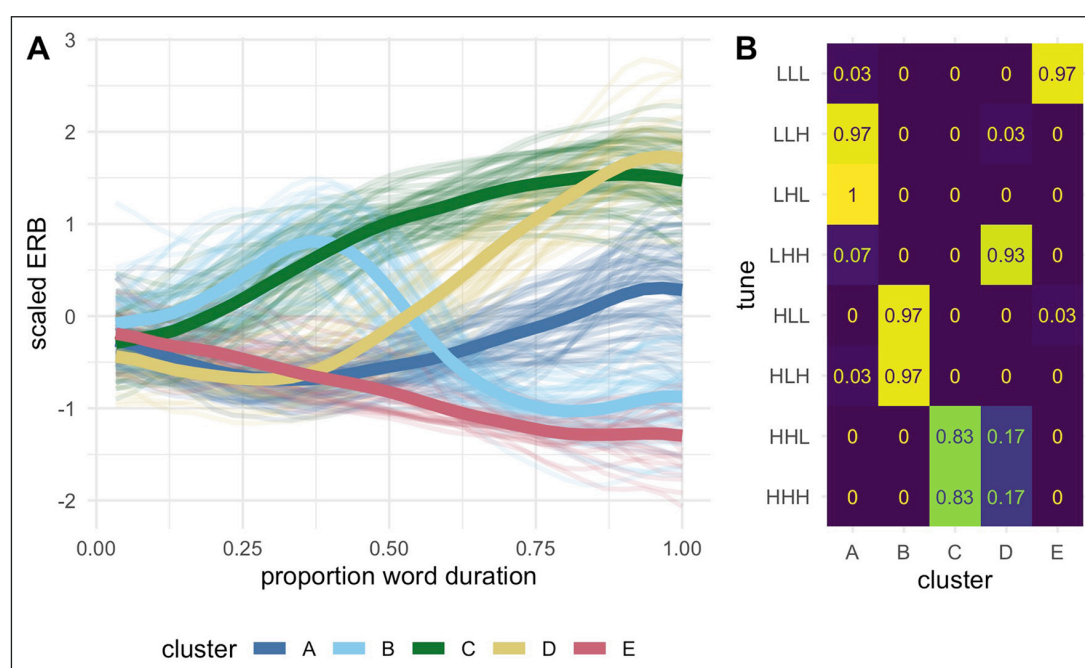 A
3
2
1
0
-1
-2
scaled ERB
0.00 0.25 0.50 0.75 1.00
proportion word duration
cluster A B C D E
B
tune
LLL 0.03 0 0 0 0.97
LLH 0.97 0 0 0.03 0
LHL 1 0 0 0 0
LHH 0.07 0 0 0.93 0
HLL 0 0.97 0 0 0.03
HLH 0.03 0.97 0 0 0
HHL 0 0 0.83 0.17 0
HHH 0 0 0.83 0.17 0
A B C D E
cluster